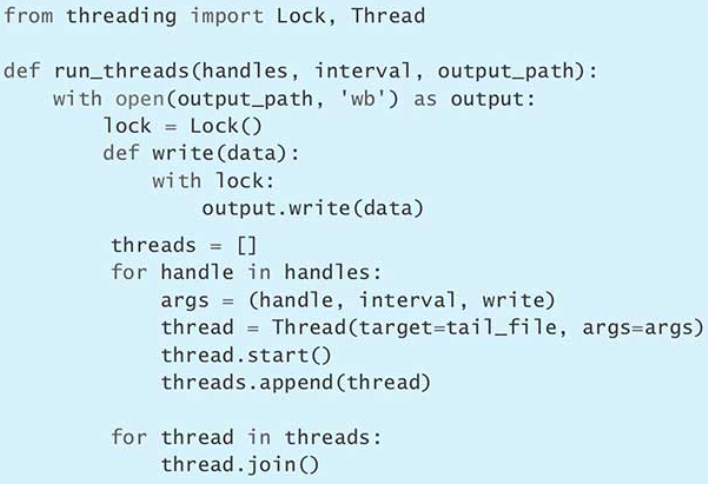 from threading import Lock, Thread

def run_threads(handles, interval, output_path):
    with open(output_path, 'wb') as output:
        lock = Lock()
        def write(data):
            with lock:
                output.write(data)
        threads = []
        for handle in handles:
            args = (handle, interval, write)
            thread = Thread(target=tail_file, args=args)
            thread.start()
            threads.append(thread)

        for thread in threads:
            thread.join()